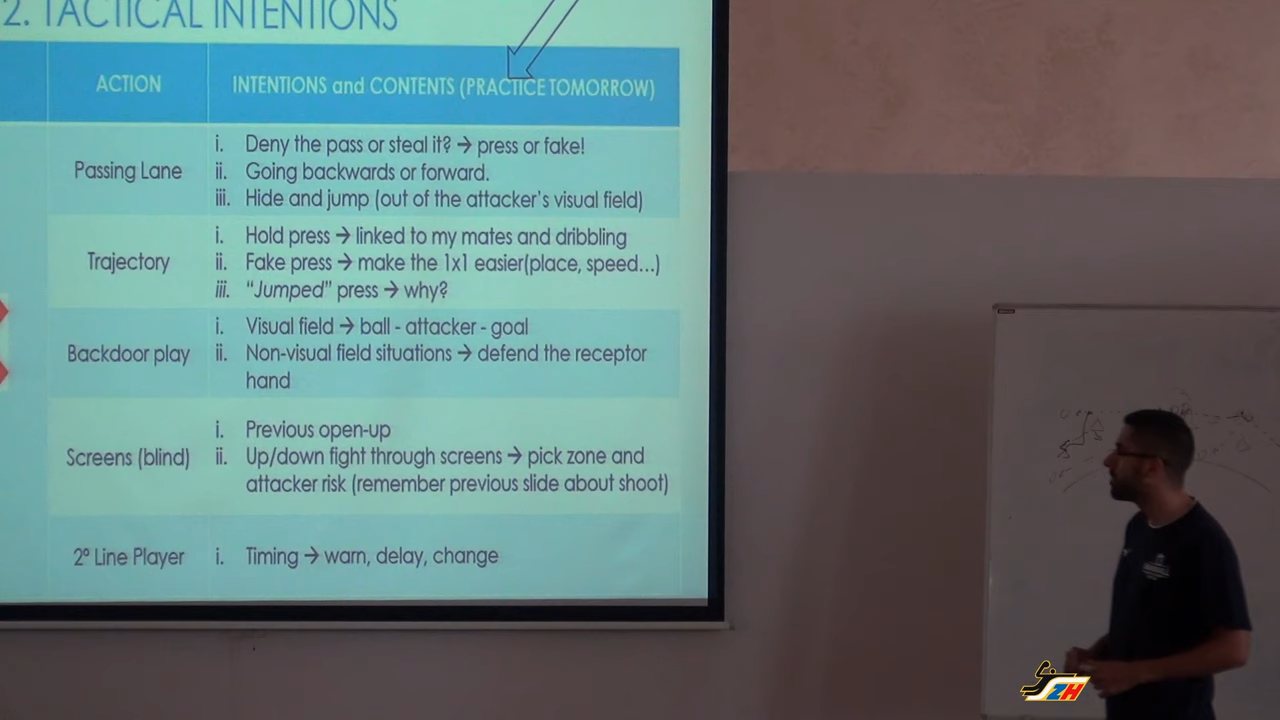 2. TACTICAL INTENTIONS
ACTION
INTENTIONS and CONTENTS (PRACTICE TOMORROW)
Passing Lane
i. Deny the pass or steal it? → press or fake!
ii. Going backwards or forward.
iii. Hide and jump (out of the attacker's visual field)
Trajectory
i. Hold press → linked to my mates and dribbling
ii. Fake press → make the 1x1 easier(place, speed...)
iii. "Jumped" press → why?
Backdoor play
i. Visual field → ball - attacker - goal
ii. Non-visual field situations → defend the receptor
hand
Screens (blind)
i. Previous open-up
ii. Up/down fight through screens → pick zone and
attacker risk (remember previous slide about shoot)
2º Line Player
i. Timing → warn, delay, change
ZH